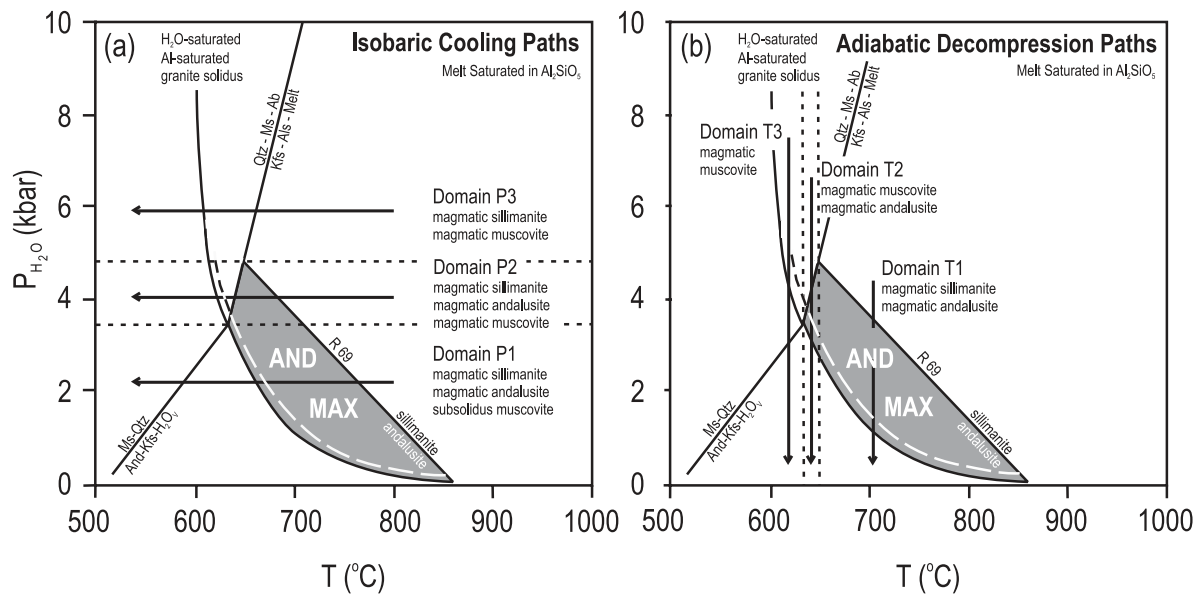 (a)
H₂O-saturated
Al-saturated
granite solidus
Isobaric Cooling Paths
Melt Saturated in Al₂SiO₅
Qtz - Ms - Ab
Kfs - Als - Melt
Domain P3
magmatic sillimanite
magmatic muscovite
Domain P2
magmatic sillimanite
magmatic andalusite
magmatic muscovite
Domain P1
magmatic sillimanite
magmatic andalusite
subsolidus muscovite
AND
MAX
R 69
sillimanite
andalusite
Ms-Qtz
And-Kfs-H₂Oᵥ
10
8
6
4
2
0
P H₂O (kbar)
500 600 700 800 900 1000
T (°C)
(b)
H₂O-saturated
Al-saturated
granite solidus
Adiabatic Decompression Paths
Melt Saturated in Al₂SiO₅
Qtz - Ms - Ab
Kfs - Als - Melt
Domain T3
magmatic
muscovite
Domain T2
magmatic muscovite
magmatic andalusite
Domain T1
magmatic sillimanite
magmatic andalusite
AND
MAX
R 69
sillimanite
andalusite
Ms-Qtz
And-Kfs-H₂Oᵥ
10
8
6
4
2
0
500 600 700 800 900 1000
T (°C)